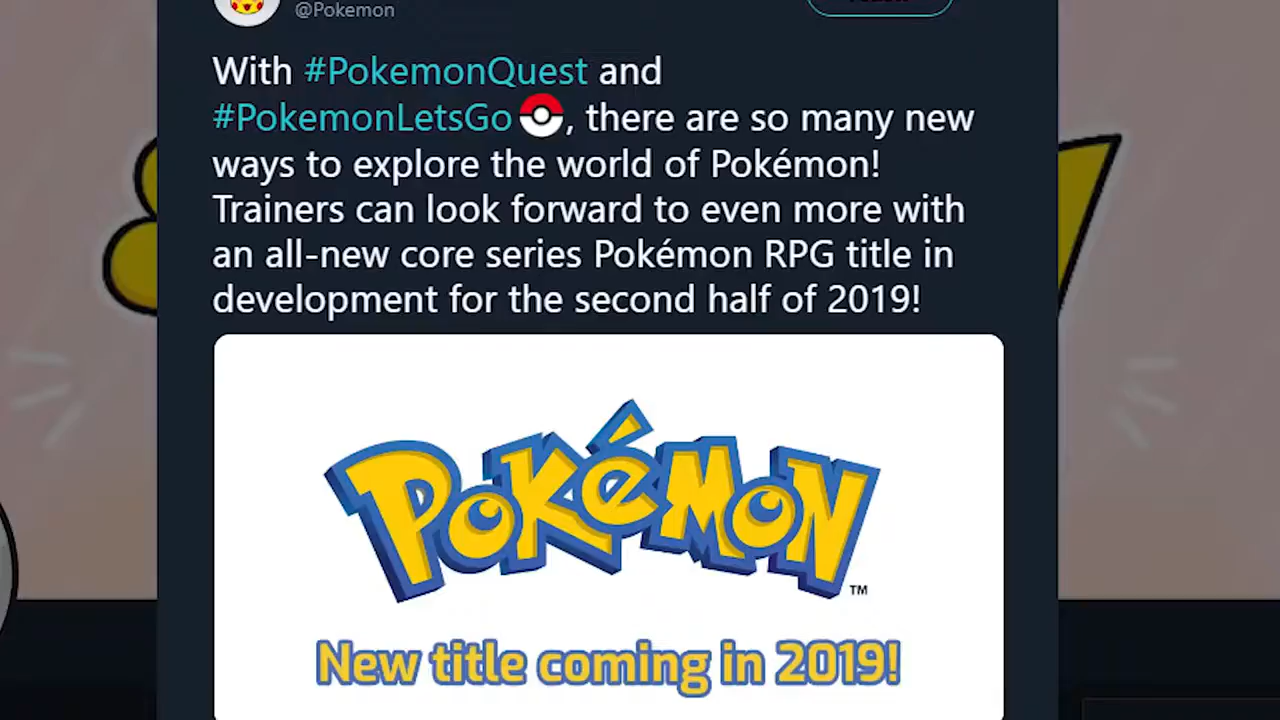 @Pokemon
With #PokemonQuest and
#PokemonLetsGo, there are so many new
ways to explore the world of Pokémon!
Trainers can look forward to even more with
an all-new core series Pokémon RPG title in
development for the second half of 2019!
POKéMON
TM
New title coming in 2019!